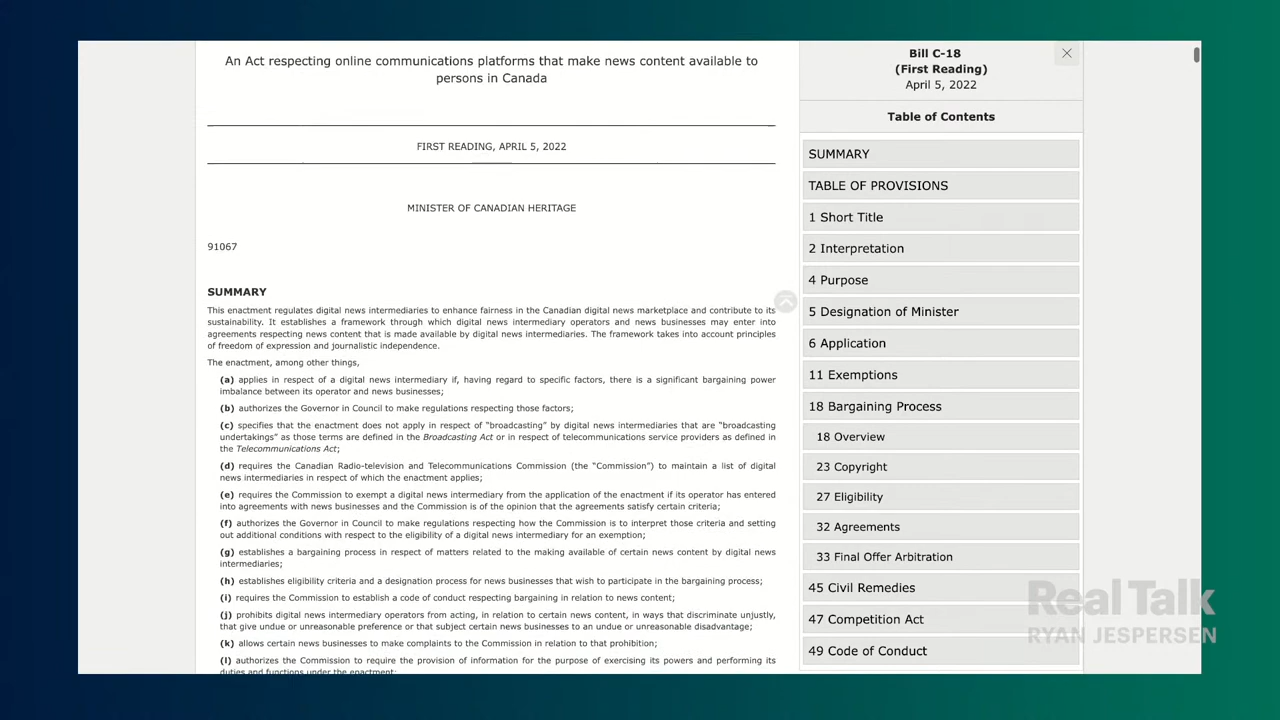 An Act respecting online communications platforms that make news content available to
persons in Canada
FIRST READING, APRIL 5, 2022
MINISTER OF CANADIAN HERITAGE
91067
SUMMARY
This enactment regulates digital news intermediaries to enhance fairness in the Canadian digital news marketplace and contribute to its
sustainability. It establishes a framework through which digital news intermediary operators and news businesses may enter into
agreements respecting news content that is made available by digital news intermediaries. The framework takes into account principles
of freedom of expression and journalistic independence.
The enactment, among other things,
(a) applies in respect of a digital news intermediary if, having regard to specific factors, there is a significant bargaining power
imbalance between its operator and news businesses;
(b) authorizes the Governor in Council to make regulations respecting those factors;
(c) specifies that the enactment does not apply in respect of “broadcasting” by digital news intermediaries that are “broadcasting
undertakings” as those terms are defined in the Broadcasting Act or in respect of telecommunications service providers as defined in
the Telecommunications Act;
(d) requires the Canadian Radio-television and Telecommunications Commission (the “Commission”) to maintain a list of digital
news intermediaries in respect of which the enactment applies;
(e) requires the Commission to exempt a digital news intermediary from the application of the enactment if its operator has entered
into agreements with news businesses and the Commission is of the opinion that the agreements satisfy certain criteria;
(f) authorizes the Governor in Council to make regulations respecting how the Commission is to interpret those criteria and setting
out additional conditions with respect to the eligibility of a digital news intermediary for an exemption;
(g) establishes a bargaining process in respect of matters related to the making available of certain news content by digital news
intermediaries;
(h) establishes eligibility criteria and a designation process for news businesses that wish to participate in the bargaining process;
(i) requires the Commission to establish a code of conduct respecting bargaining in relation to news content;
(j) prohibits digital news intermediary operators from acting, in relation to certain news content, in ways that discriminate unjustly,
that give undue or unreasonable preference or that subject certain news businesses to an undue or unreasonable disadvantage;
(k) allows certain news businesses to make complaints to the Commission in relation to that prohibition;
(l) authorizes the Commission to require the provision of information for the purpose of exercising its powers and performing its
duties and functions under the enactment;
Bill C-18
(First Reading)
April 5, 2022
Table of Contents
SUMMARY
TABLE OF PROVISIONS
1 Short Title
2 Interpretation
4 Purpose
5 Designation of Minister
6 Application
11 Exemptions
18 Bargaining Process
18 Overview
23 Copyright
27 Eligibility
32 Agreements
33 Final Offer Arbitration
45 Civil Remedies
47 Competition Act
49 Code of Conduct
Real Talk
RYAN JESPERSEN